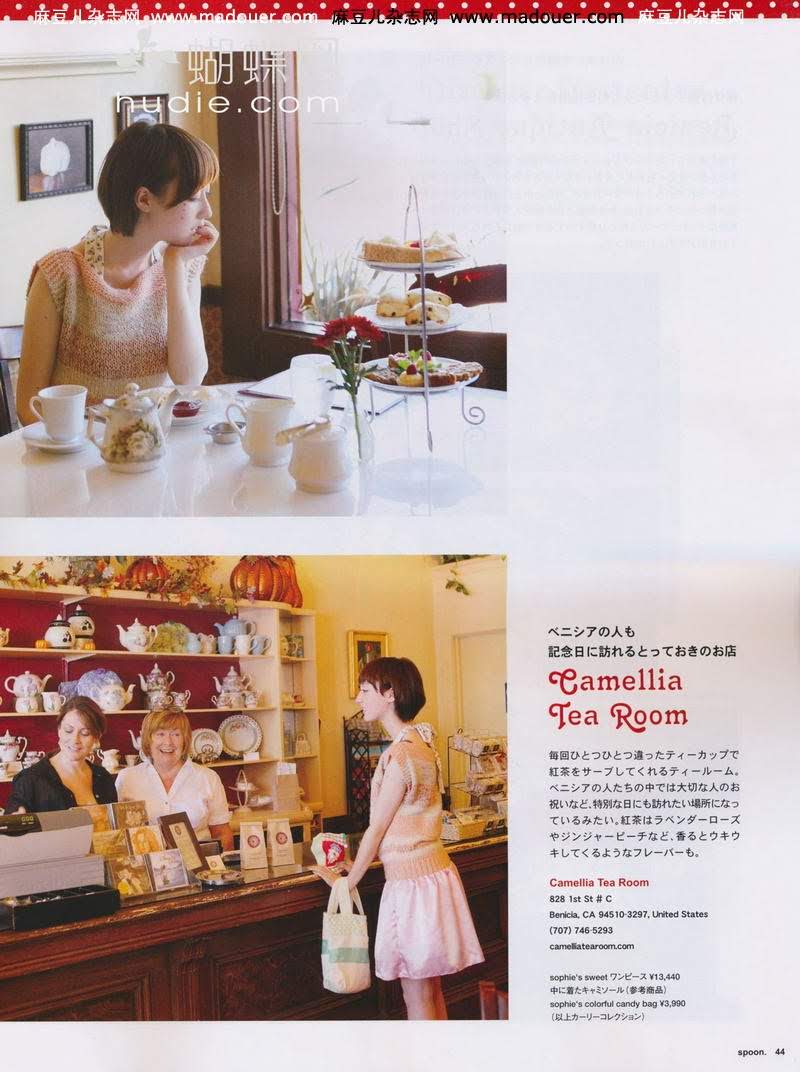 麻豆儿杂志网 www.madouer.com 麻豆儿杂志网 www.madouer.com 麻豆儿杂志网
蝴蝶
hudie.com
ベニシアの人も
記念日に訪れるとっておきのお店
Camellia
Tea Room
毎回ひとつひとつ違ったティーカップで
紅茶をサーブしてくれるティールーム。
ベニシアの人たちの中では大切な人のお
祝いなど、特別な日にも訪れたい場所になっ
ているみたい。紅茶はラベンダーローズ
やジンジャーピーチなど、香るとウキウ
キしてくるようなフレーバーも。
Camellia Tea Room
828 1st St # C
Benicia, CA 94510-3297, United States
(707) 746-5293
camelliatearoom.com
sophie's sweet ワンピース ¥13,440
中に着たキャミソール（参考商品）
sophie's colorful candy bag ¥3,990
（以上カーリーコレクション）
spoon. 44